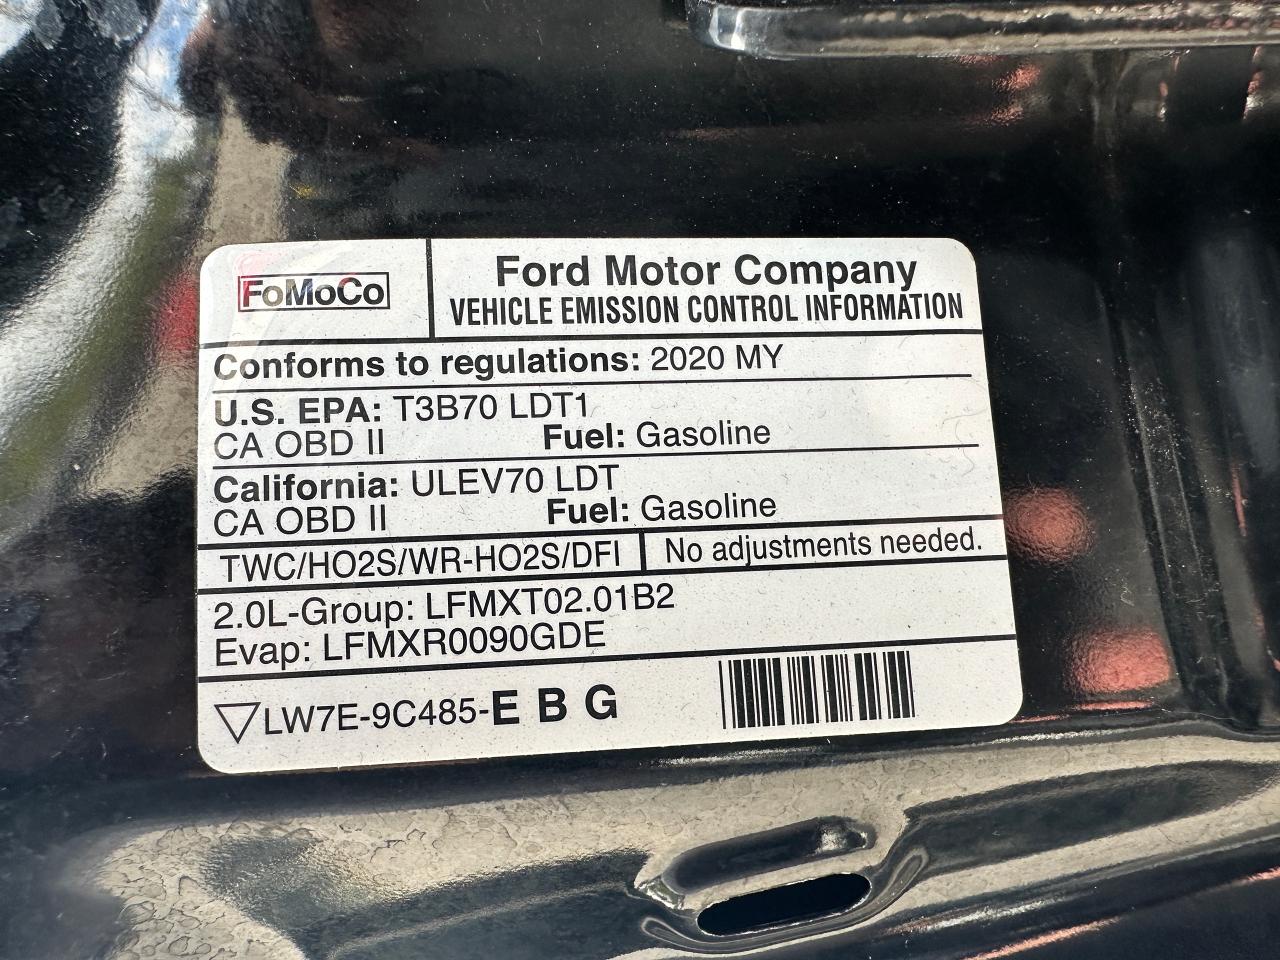 FoMoCo
Ford Motor Company
VEHICLE EMISSION CONTROL INFORMATION
Conforms to regulations: 2020 MY
U.S. EPA: T3B70 LDT1
CA OBD II Fuel: Gasoline
California: ULEV70 LDT
CA OBD II Fuel: Gasoline
TWC/HO2S/WR-HO2S/DFI No adjustments needed.
2.0L-Group: LFMXT02.01B2
Evap: LFMXR0090GDE
LW7E-9C485-E B G